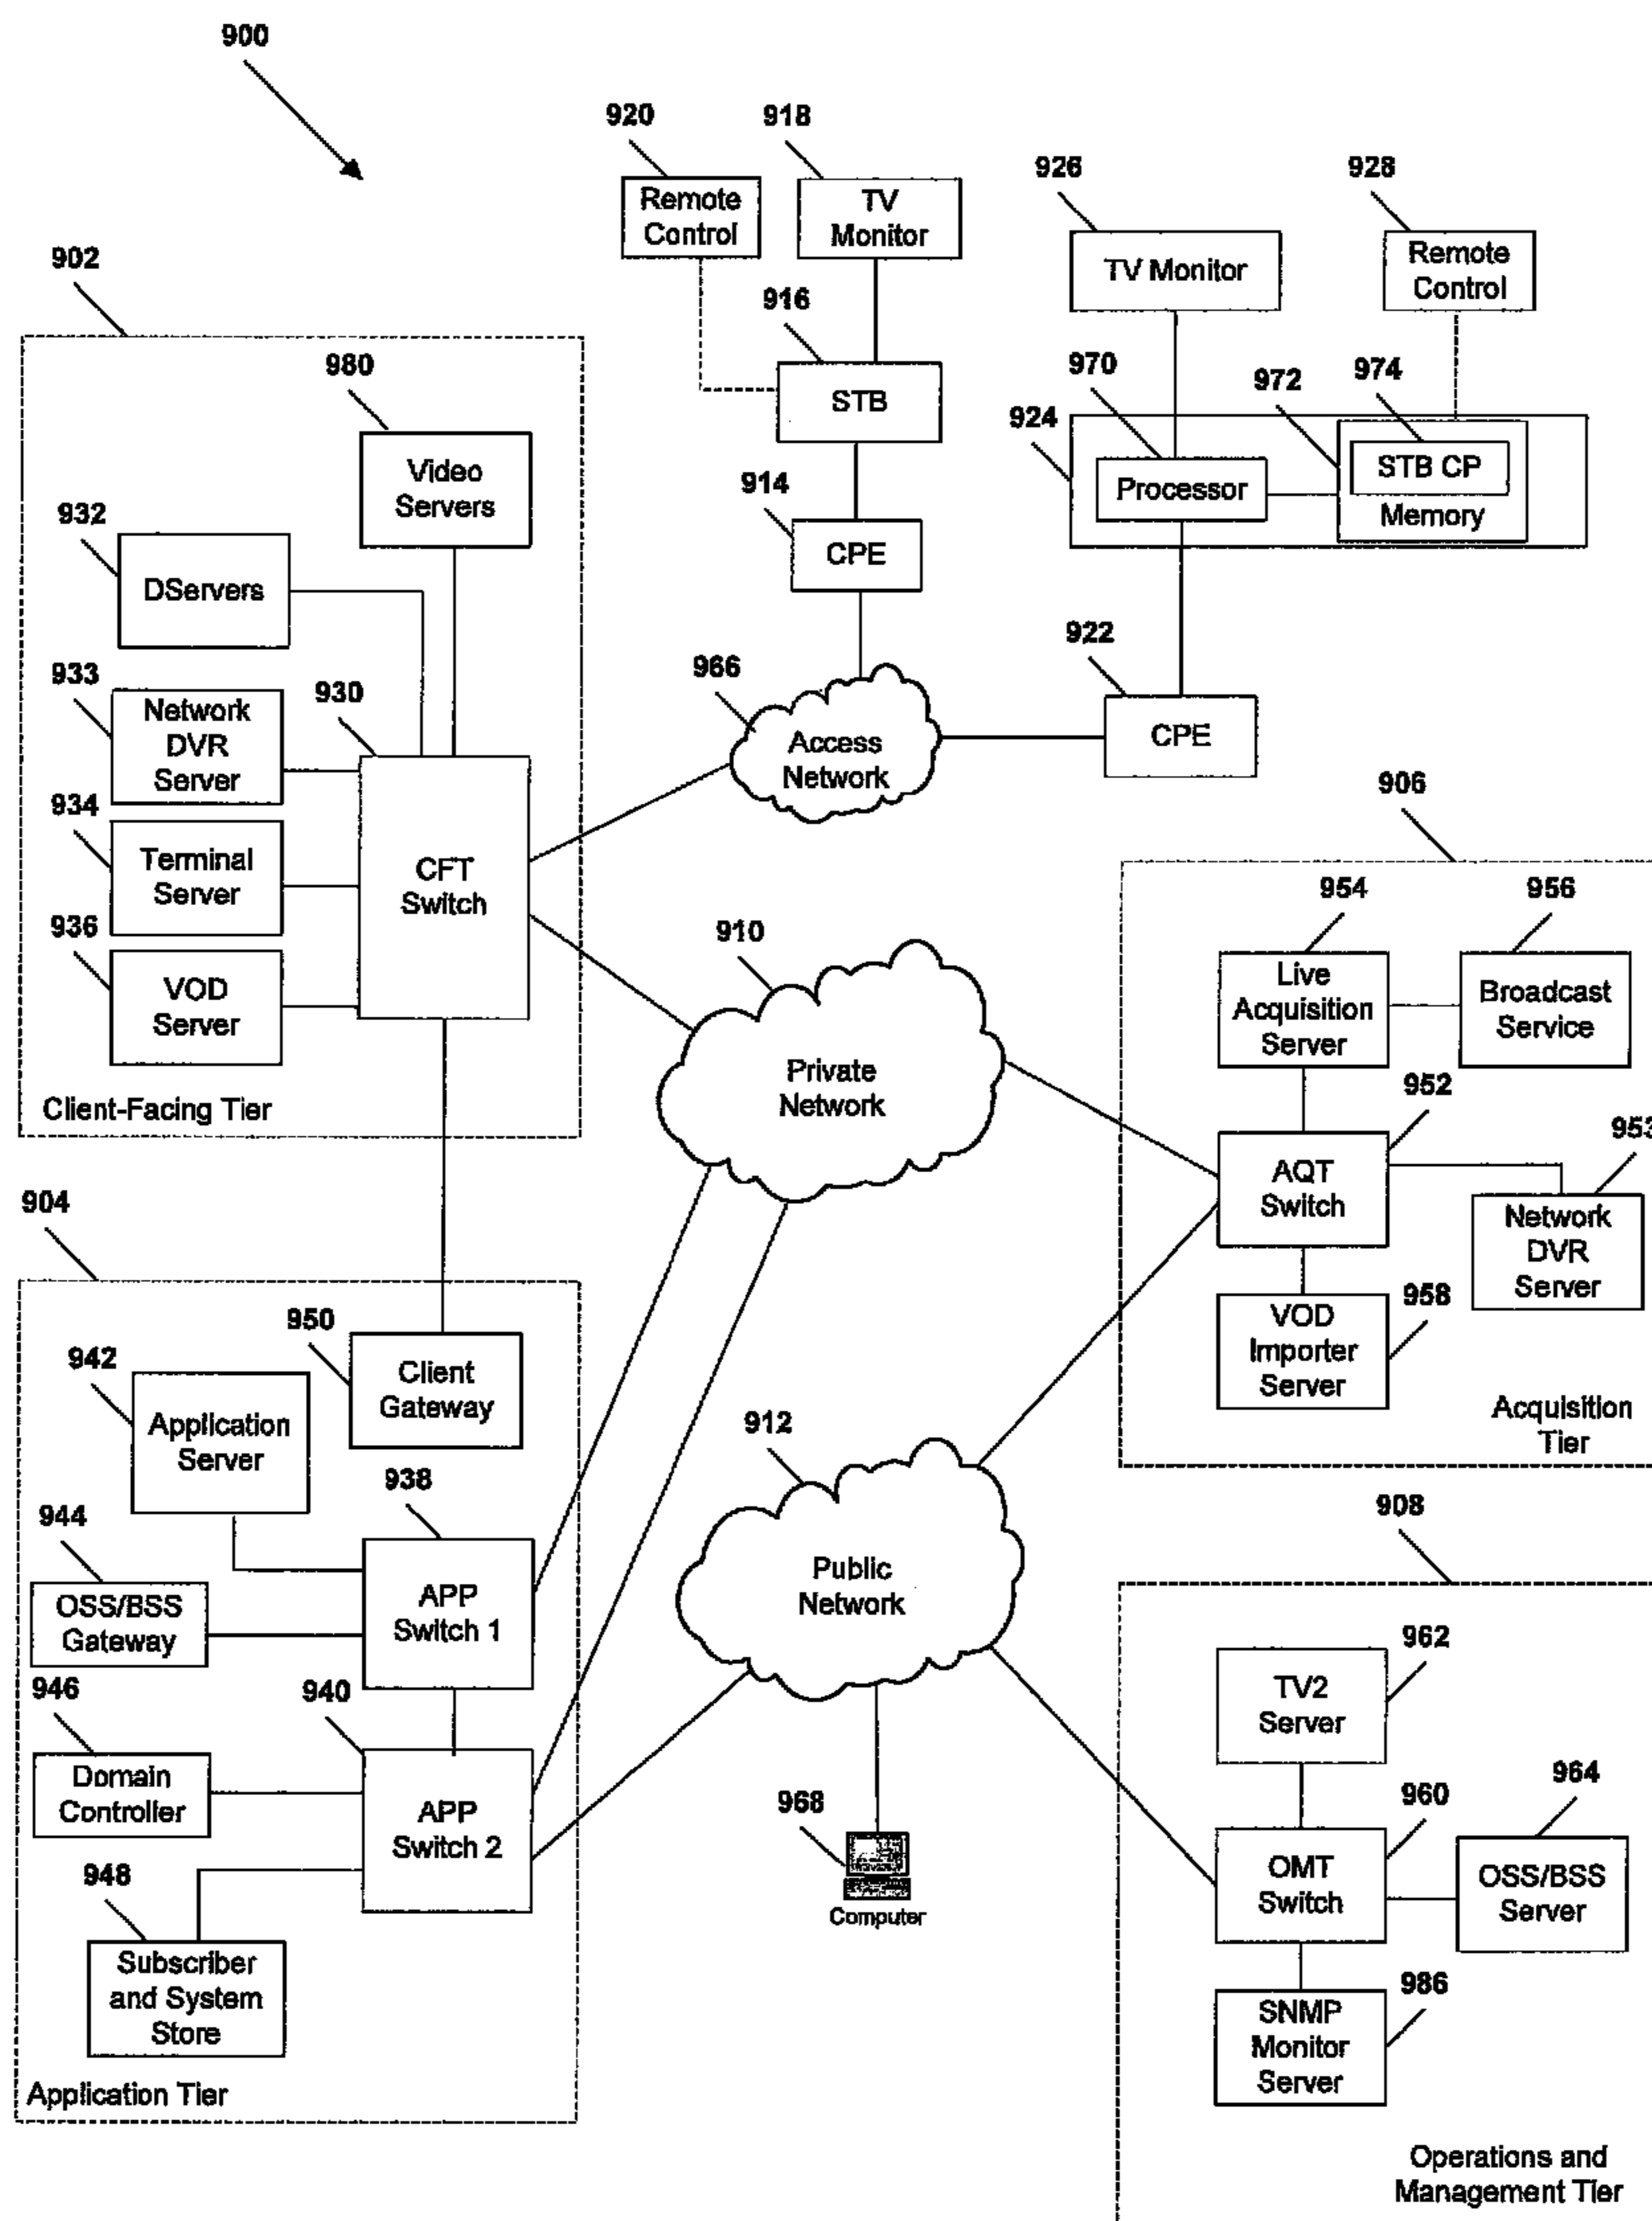 900
920
918
926
928
Remote
Control
TV
Monitor
TV Monitor
Remote
Control
902
916
980
970
972
974
STB
924
Video
Servers
914
Processor
STB CP
Memory
932
DServers
CPE
922
933
930
966
Network
DVR
Server
Access
Network
CPE
934
906
Terminal
Server
CFT
Switch
954
956
936
910
VOD
Server
Live
Acquisition
Server
Broadcast
Service
Private
Network
952
Client-Facing Tier
953
AQT
Switch
904
Network
DVR
Server
950
958
942
Client
Gateway
VOD
Importer
Server
Application
Server
912
Acquisition
Tier
938
944
908
Public
Network
OSS/BSS
Gateway
APP
Switch 1
962
946
940
TV2
Server
Domain
Controller
968
960
964
APP
Switch 2
948
OMT
Switch
OSS/BSS
Server
Computer
Subscriber
and System
Store
986
SNMP
Monitor
Server
Application Tier
Operations and
Management Tier